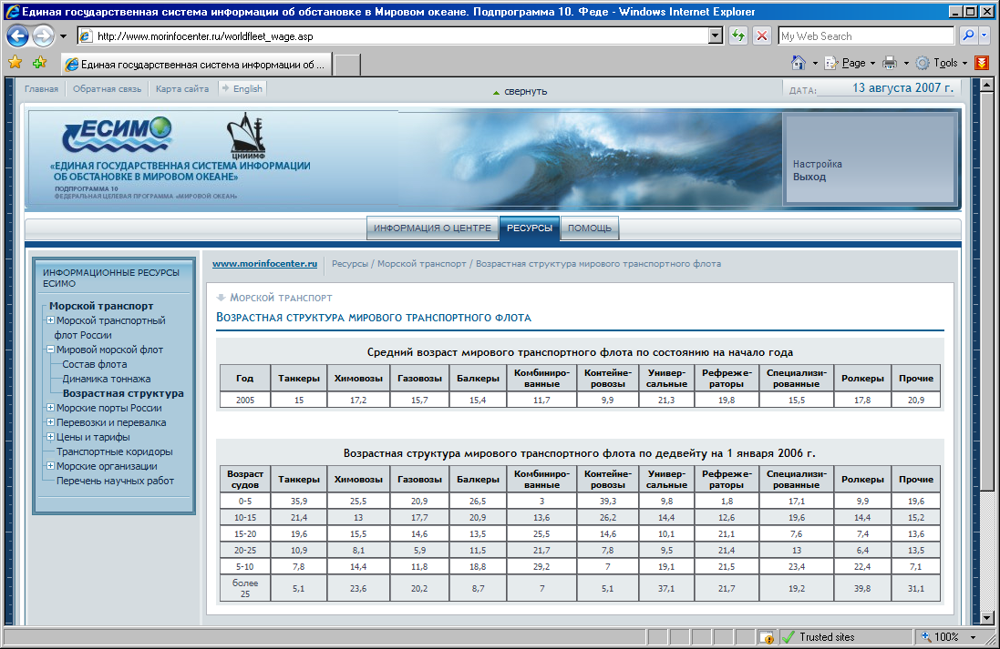 Единая государственная система информации об обстановке в Мировом океане. Подпрограмма 10. Феде - Windows Internet Explorer
http://www.morinfocenter.ru/worldfleet_wage.asp
My Web Search
Единая государственная система информации об ...
Page
Tools
Главная
Обратная связь
Карта сайта
English
свернуть
ДАТА:
13 августа 2007 г.
ЕСИМО
ЦНИИМФ
«ЕДИНАЯ ГОСУДАРСТВЕННАЯ СИСТЕМА ИНФОРМАЦИИ
ОБ ОБСТАНОВКЕ В МИРОВОМ ОКЕАНЕ»
ПОДПРОГРАММА 10
ФЕДЕРАЛЬНАЯ ЦЕЛЕВАЯ ПРОГРАММА «МИРОВОЙ ОКЕАН»
Настройка
Выход
ИНФОРМАЦИЯ О ЦЕНТРЕ
РЕСУРСЫ
ПОМОЩЬ
ИНФОРМАЦИОННЫЕ РЕСУРСЫ
ЕСИМО
Морской транспорт
Морской транспортный
флот России
Мировой морской флот
Состав флота
Динамика тоннажа
Возрастная структура
Морские порты России
Перевозки и перевалка
Цены и тарифы
Транспортные коридоры
Морские организации
Перечень научных работ
www.morinfocenter.ru
Ресурсы / Морской транспорт / Возрастная структура мирового транспортного флота
МОРСКОЙ ТРАНСПОРТ
ВОЗРАСТНАЯ СТРУКТУРА МИРОВОГО ТРАНСПОРТНОГО ФЛОТА
Средний возраст мирового транспортного флота по состоянию на начало года
Год Танкеры Химовозы Газовозы Балкеры Комбиниро-ванные Контейне-ровозы Универ-сальные Рефреже-раторы Специализи-рованные Ролкеры Прочие
2005 15 17,2 15,7 15,4 11,7 9,9 21,3 19,8 15,5 17,8 20,9
Возрастная структура мирового транспортного флота по дедвейту на 1 января 2006 г.
Возраст судов Танкеры Химовозы Газовозы Балкеры Комбиниро-ванные Контейне-ровозы Универ-сальные Рефреже-раторы Специализи-рованные Ролкеры Прочие
0-5 35,9 25,5 20,9 26,5 3 39,3 9,8 1,8 17,1 9,9 19,6
10-15 21,4 13 17,7 20,9 13,6 26,2 14,4 12,6 19,6 14,4 15,2
15-20 19,6 15,5 14,6 13,5 25,5 14,6 10,1 21,1 7,6 7,4 13,6
20-25 10,9 8,1 5,9 11,5 21,7 7,8 9,5 21,4 13 6,4 13,5
5-10 7,8 14,4 11,8 18,8 29,2 7 19,1 21,5 23,4 22,4 7,1
более 25 5,1 23,6 20,2 8,7 7 5,1 37,1 21,7 19,2 39,8 31,1
Trusted sites
100%